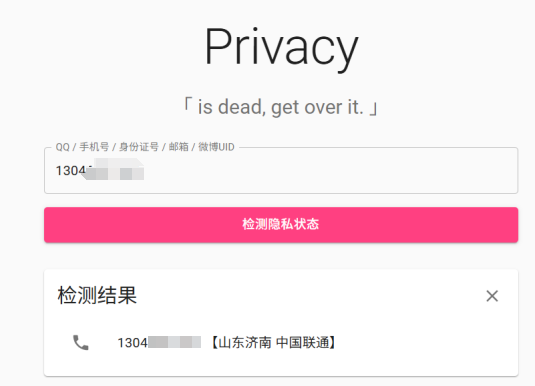 Privacy
「 is dead, get over it. 」
QQ / 手机号 / 身份证号 / 邮箱 / 微博UID
1304
检测隐私状态
检测结果
1304 【山东济南 中国联通】